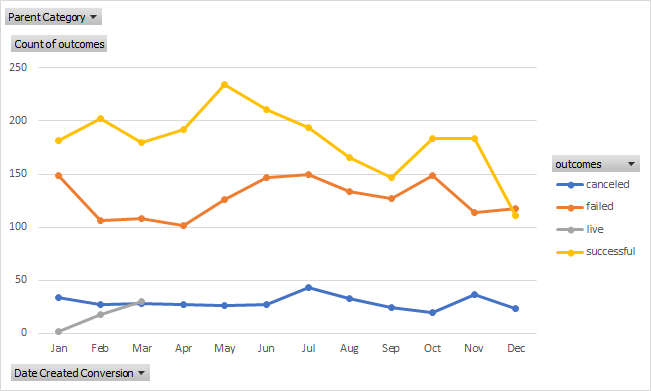 Parent Category
Count of outcomes
250
200
150
100
50
0
Jan Feb Mar Apr May Jun Jul Aug Sep Oct Nov Dec
outcomes
canceled
failed
live
successful
Date Created Conversion